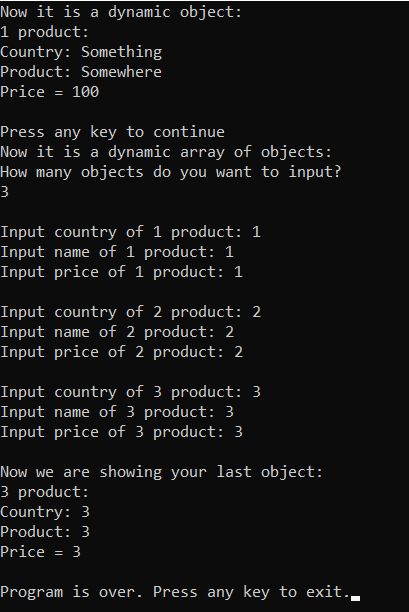 Now it is a dynamic object:
1 product:
Country: Something
Product: Somewhere
Price = 100
Press any key to continue
Now it is a dynamic array of objects:
How many objects do you want to input?
3
Input country of 1 product: 1
Input name of 1 product: 1
Input price of 1 product: 1
Input country of 2 product: 2
Input name of 2 product: 2
Input price of 2 product: 2
Input country of 3 product: 3
Input name of 3 product: 3
Input price of 3 product: 3
Now we are showing your last object:
3 product:
Country: 3
Product: 3
Price = 3
Program is over. Press any key to exit.